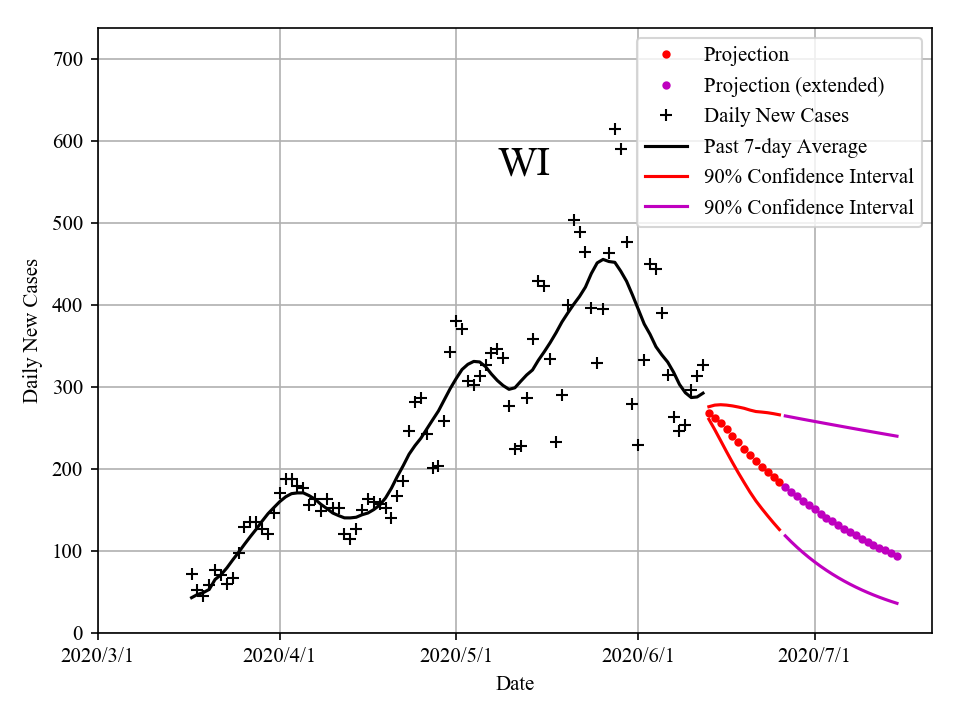 700
600
500
400
300
200
100
0
Daily New Cases
WI
Projection
Projection (extended)
Daily New Cases
Past 7-day Average
90% Confidence Interval
90% Confidence Interval
2020/3/1
2020/4/1
2020/5/1
2020/6/1
2020/7/1
Date